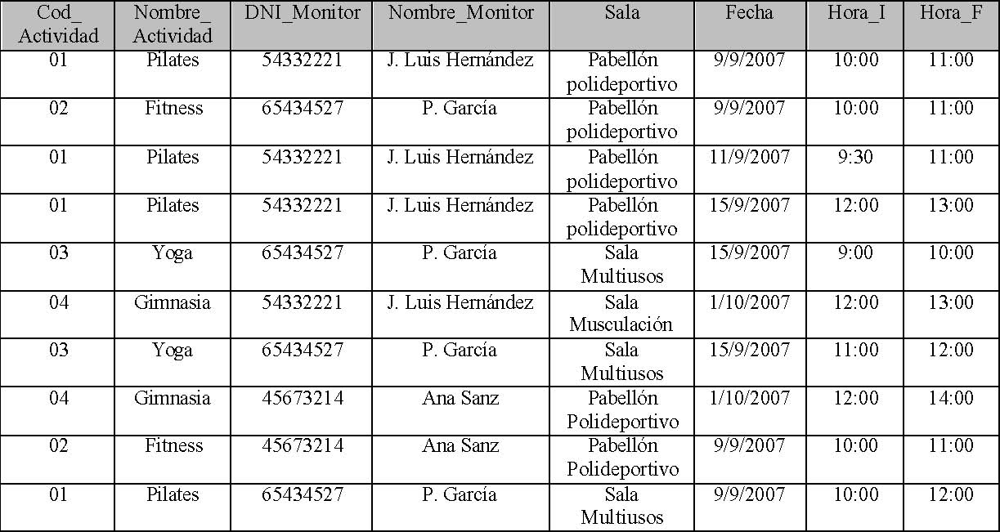 Cod_ Nombre_ DNI_Monitor Nombre_Monitor Sala Fecha Hora_I Hora_F
Actividad Actividad
01 Pilates 54332221 J. Luis Hernández Pabellón 9/9/2007 10:00 11:00
polideportivo
02 Fitness 65434527 P. García Pabellón 9/9/2007 10:00 11:00
polideportivo
01 Pilates 54332221 J. Luis Hernández Pabellón 11/9/2007 9:30 11:00
polideportivo
01 Pilates 54332221 J. Luis Hernández Pabellón 15/9/2007 12:00 13:00
polideportivo
03 Yoga 65434527 P. García Sala 15/9/2007 9:00 10:00
Multiusos
04 Gimnasia 54332221 J. Luis Hernández Sala 1/10/2007 12:00 13:00
Musculación
03 Yoga 65434527 P. García Sala 15/9/2007 11:00 12:00
Multiusos
04 Gimnasia 45673214 Ana Sanz Pabellón 1/10/2007 12:00 14:00
Polideportivo
02 Fitness 45673214 Ana Sanz Pabellón 9/9/2007 10:00 11:00
Polideportivo
01 Pilates 65434527 P. García Sala 9/9/2007 10:00 12:00
Multiusos